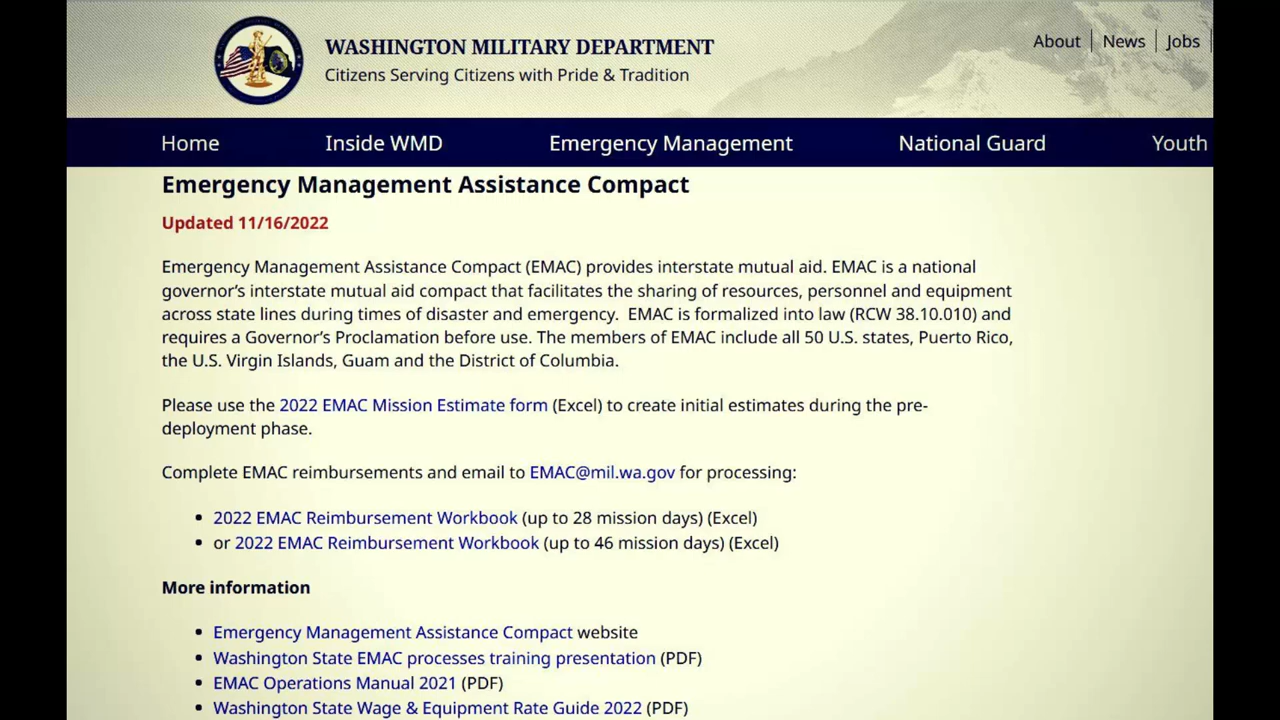 WASHINGTON MILITARY DEPARTMENT
Citizens Serving Citizens with Pride & Tradition
About | News | Jobs
Home Inside WMD Emergency Management National Guard Youth
Emergency Management Assistance Compact
Updated 11/16/2022
Emergency Management Assistance Compact (EMAC) provides interstate mutual aid. EMAC is a national
governor's interstate mutual aid compact that facilitates the sharing of resources, personnel and equipment
across state lines during times of disaster and emergency. EMAC is formalized into law (RCW 38.10.010) and
requires a Governor's Proclamation before use. The members of EMAC include all 50 U.S. states, Puerto Rico,
the U.S. Virgin Islands, Guam and the District of Columbia.
Please use the 2022 EMAC Mission Estimate form (Excel) to create initial estimates during the pre-
deployment phase.
Complete EMAC reimbursements and email to EMAC@mil.wa.gov for processing:
• 2022 EMAC Reimbursement Workbook (up to 28 mission days) (Excel)
• or 2022 EMAC Reimbursement Workbook (up to 46 mission days) (Excel)
More information
• Emergency Management Assistance Compact website
• Washington State EMAC processes training presentation (PDF)
• EMAC Operations Manual 2021 (PDF)
• Washington State Wage & Equipment Rate Guide 2022 (PDF)